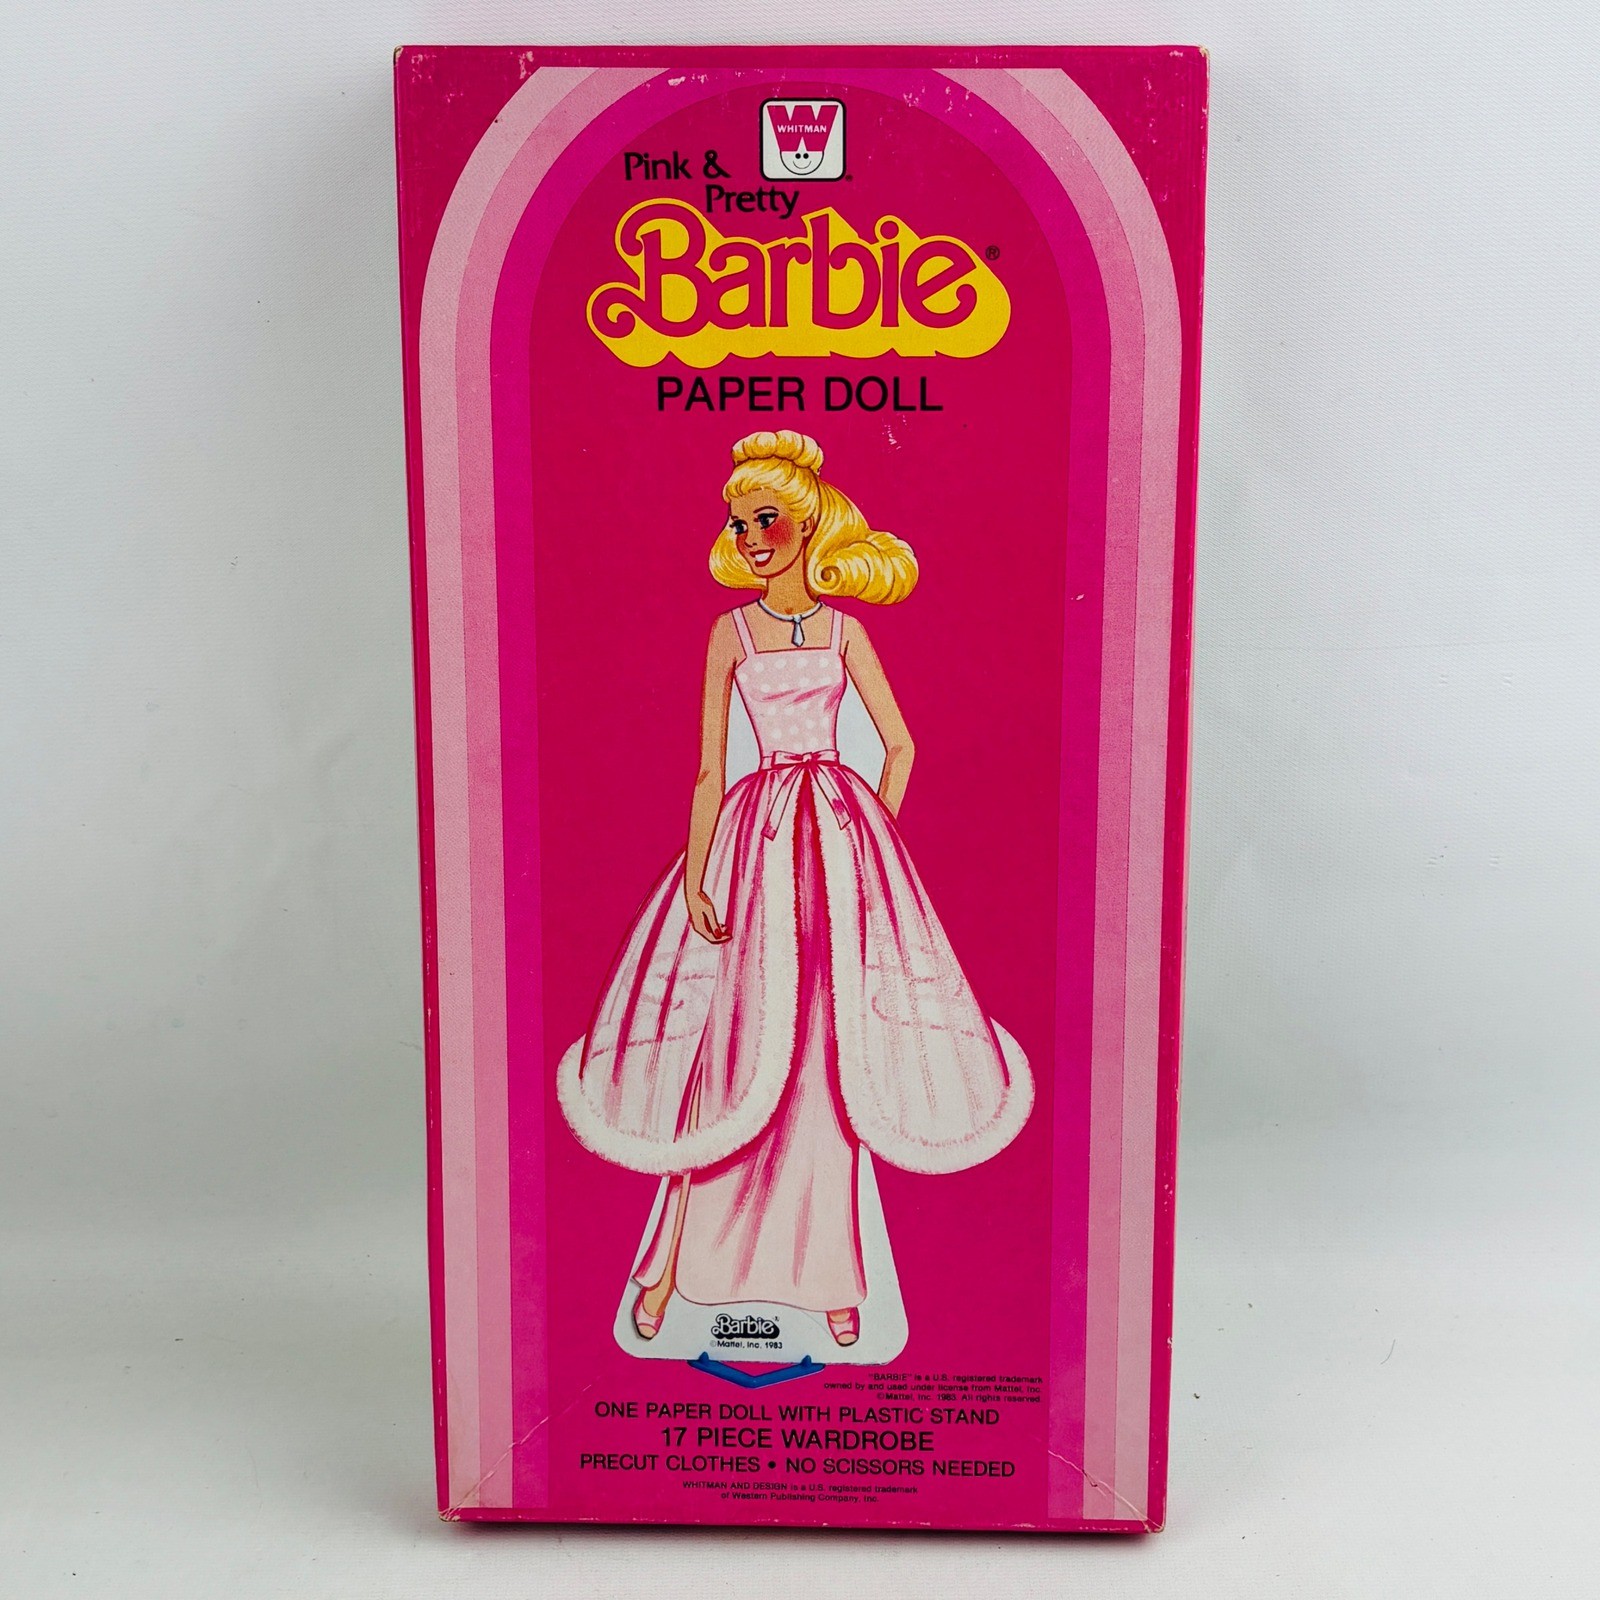 WHITMAN
Pink &
Pretty
Barbie®
PAPER DOLL
Barbie®
©Mattel, Inc. 1983
"BARBIE" is a U.S. registered trademark
owned by and used under license from Mattel, Inc.
©Mattel, Inc. 1983. All rights reserved.
ONE PAPER DOLL WITH PLASTIC STAND
17 PIECE WARDROBE
PRECUT CLOTHES • NO SCISSORS NEEDED
WHITMAN AND DESIGN is a U.S. registered trademark
of Western Publishing Company, Inc.